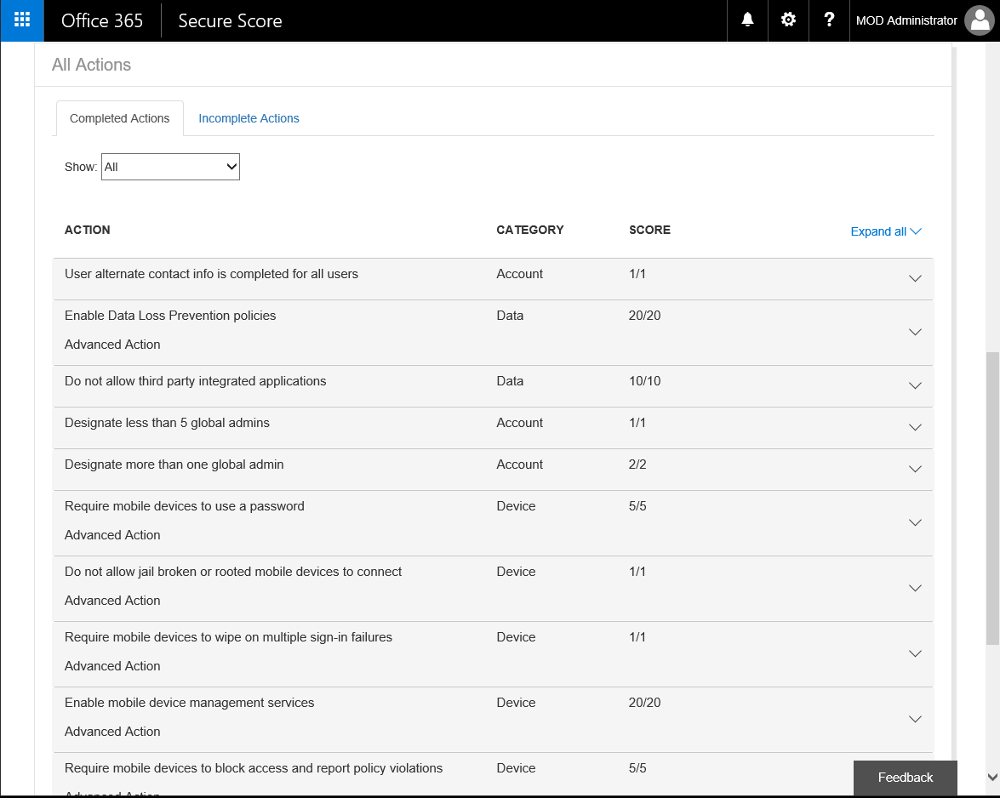 Office 365 Secure Score ? MOD Administrator
All Actions
Completed Actions Incomplete Actions
Show: All
ACTION CATEGORY SCORE Expand all
User alternate contact info is completed for all users Account 1/1
Enable Data Loss Prevention policies Data 20/20
Advanced Action
Do not allow third party integrated applications Data 10/10
Designate less than 5 global admins Account 1/1
Designate more than one global admin Account 2/2
Require mobile devices to use a password Device 5/5
Advanced Action
Do not allow jail broken or rooted mobile devices to connect Device 1/1
Advanced Action
Require mobile devices to wipe on multiple sign-in failures Device 1/1
Advanced Action
Enable mobile device management services Device 20/20
Advanced Action
Require mobile devices to block access and report policy violations Device 5/5
Feedback
Advanced Action